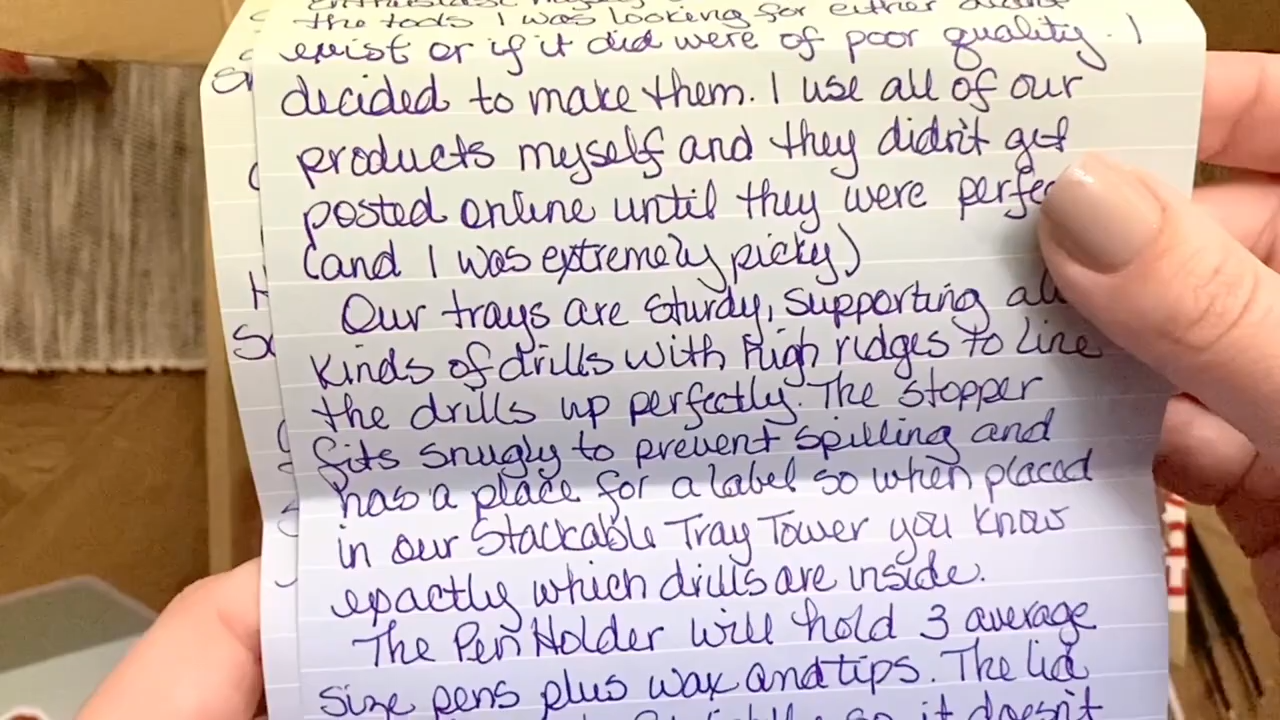 the tools I was looking for either didn't
exist or if it did were of poor quality. I
decided to make them. I use all of our
products myself and they didn't get
posted online until they were perfec
(and I was extremely picky)
Our trays are sturdy, supporting all
kinds of drills with high ridges to line
the drills up perfectly. The stopper
fits snugly to prevent spilling and
has a place for a label so when placed
in our Stackable Tray Tower you know
exactly which drills are inside.
The Pen Holder will hold 3 average
size pens plus wax and tips. The lid
so it doesn't